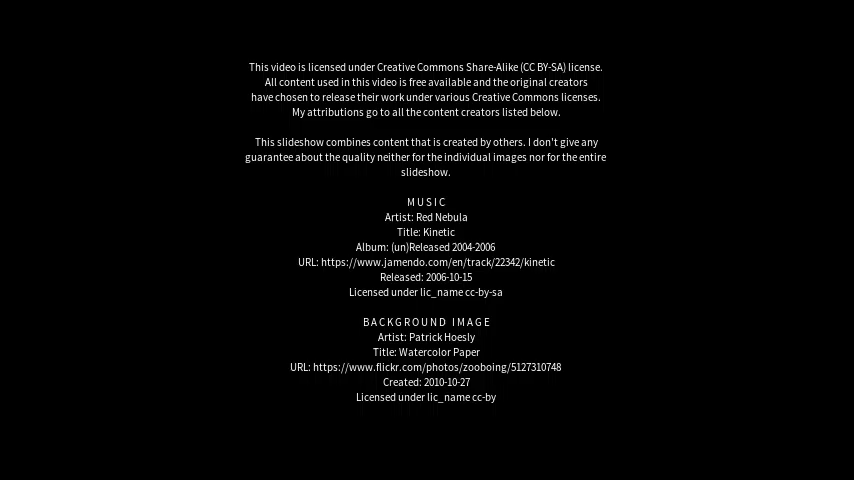 This video is licensed under Creative Commons Share-Alike (CC BY-SA) license.
All content used in this video is free available and the original creators
have chosen to release their work under various Creative Commons licenses.
My attributions go to all the content creators listed below.
This slideshow combines content that is created by others. I don't give any
guarantee about the quality neither for the individual images nor for the entire
slideshow.
MUSIC
Artist: Red Nebula
Title: Kinetic
Album: (un)Released 2004-2006
URL: https://www.jamendo.com/en/track/22342/kinetic
Released: 2006-10-15
Licensed under lic_name cc-by-sa
BACKGROUND IMAGE
Artist: Patrick Hoesly
Title: Watercolor Paper
URL: https://www.flickr.com/photos/zooboing/5127310748
Created: 2010-10-27
Licensed under lic_name cc-by